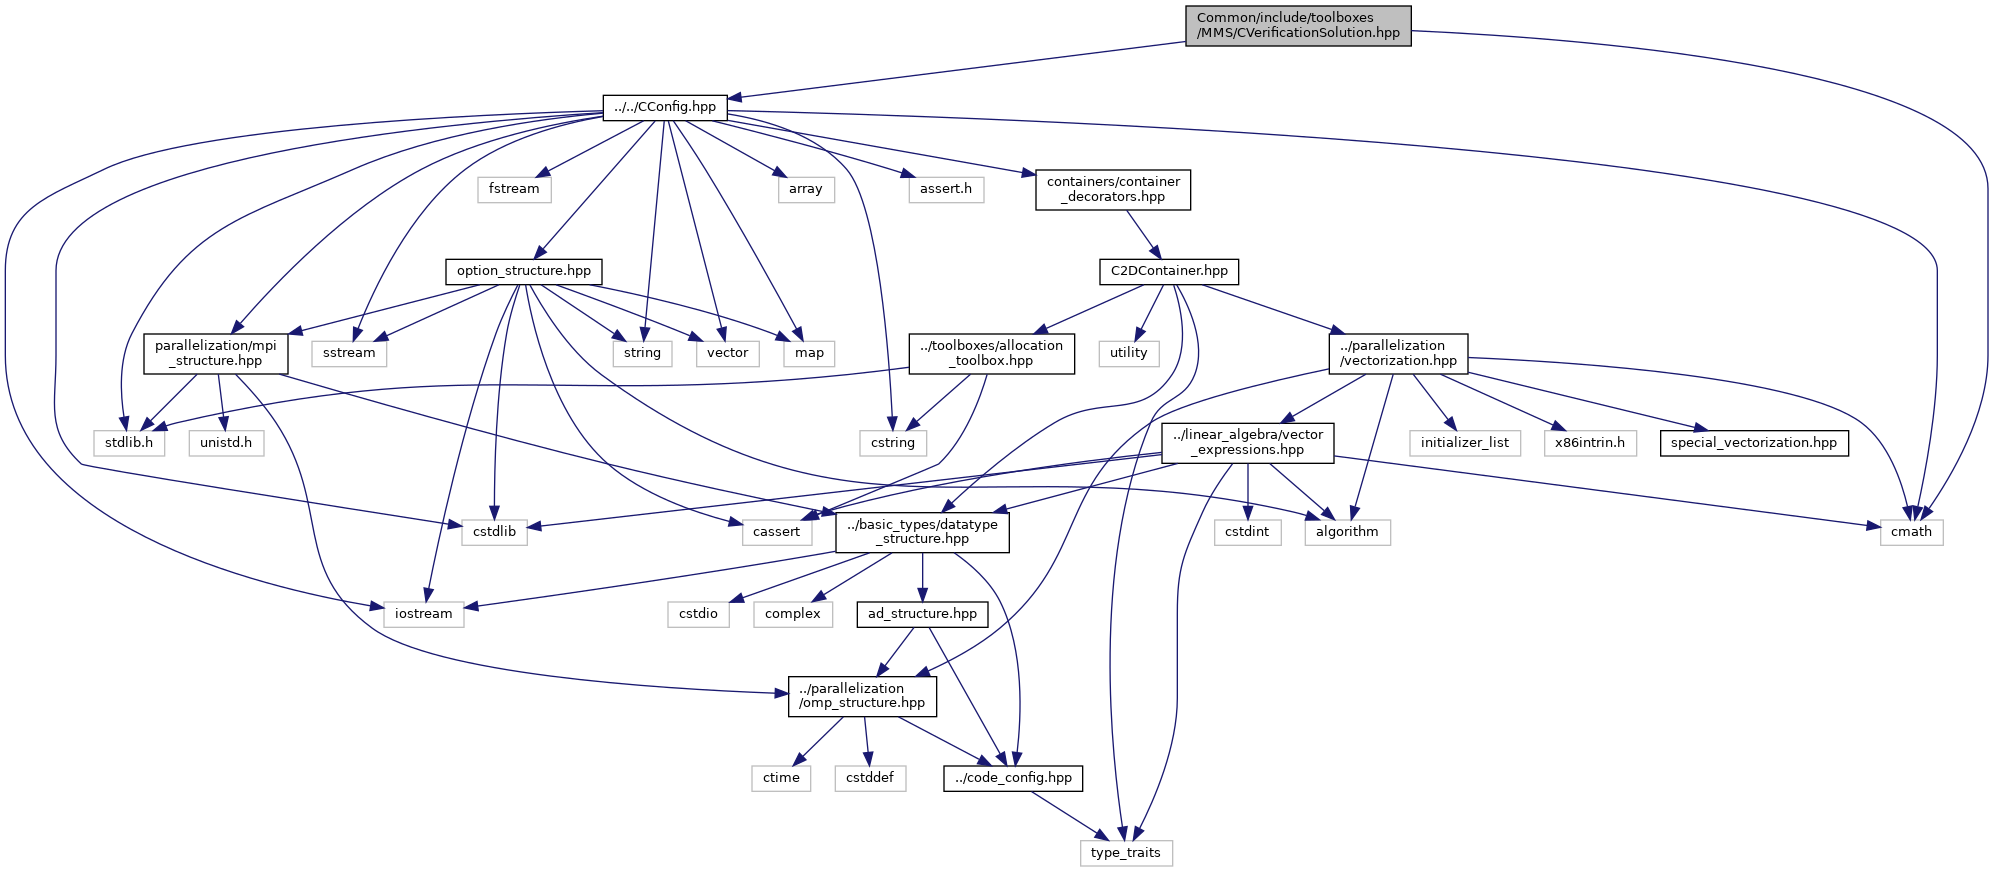 Common/include/toolboxes
/MMS/CVerificationSolution.hpp
../../CConfig.hpp
fstream
array
assert.h
containers/container
_decorators.hpp
option_structure.hpp
C2DContainer.hpp
parallelization/mpi
_structure.hpp
sstream
string
vector
map
../toolboxes/allocation
_toolbox.hpp
utility
../parallelization
/vectorization.hpp
stdlib.h
unistd.h
cstring
../linear_algebra/vector
_expressions.hpp
initializer_list
x86intrin.h
special_vectorization.hpp
cstdlib
cassert
../basic_types/datatype
_structure.hpp
cstdint
algorithm
cmath
iostream
cstdio
complex
ad_structure.hpp
../parallelization
/omp_structure.hpp
ctime
cstddef
../code_config.hpp
type_traits